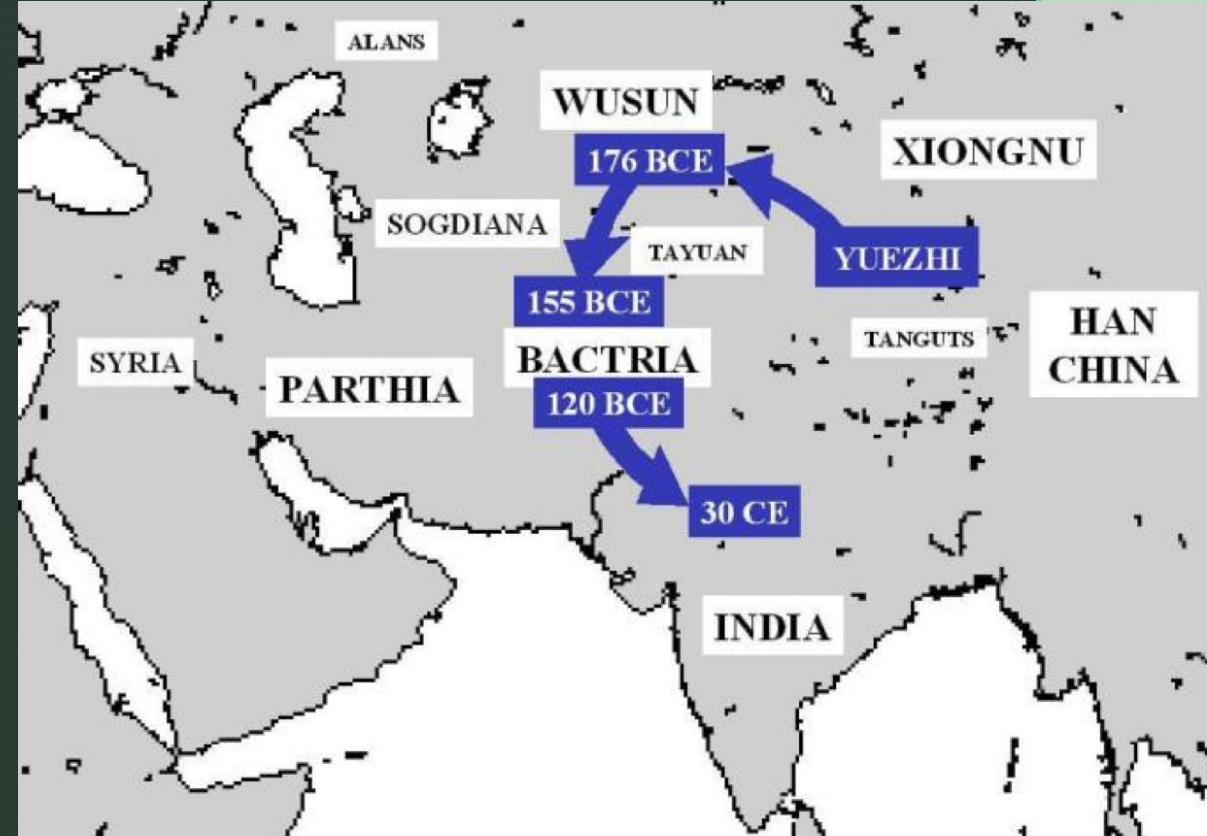 ALANS
WUSUN
176 BCE
XIONGNU
SOGDIANA
TAYUAN
YUEZHI
155 BCE
HAN
CHINA
TANGUTS
SYRIA
BACTRIA
PARTHIA
120 BCE
30 CE
INDIA